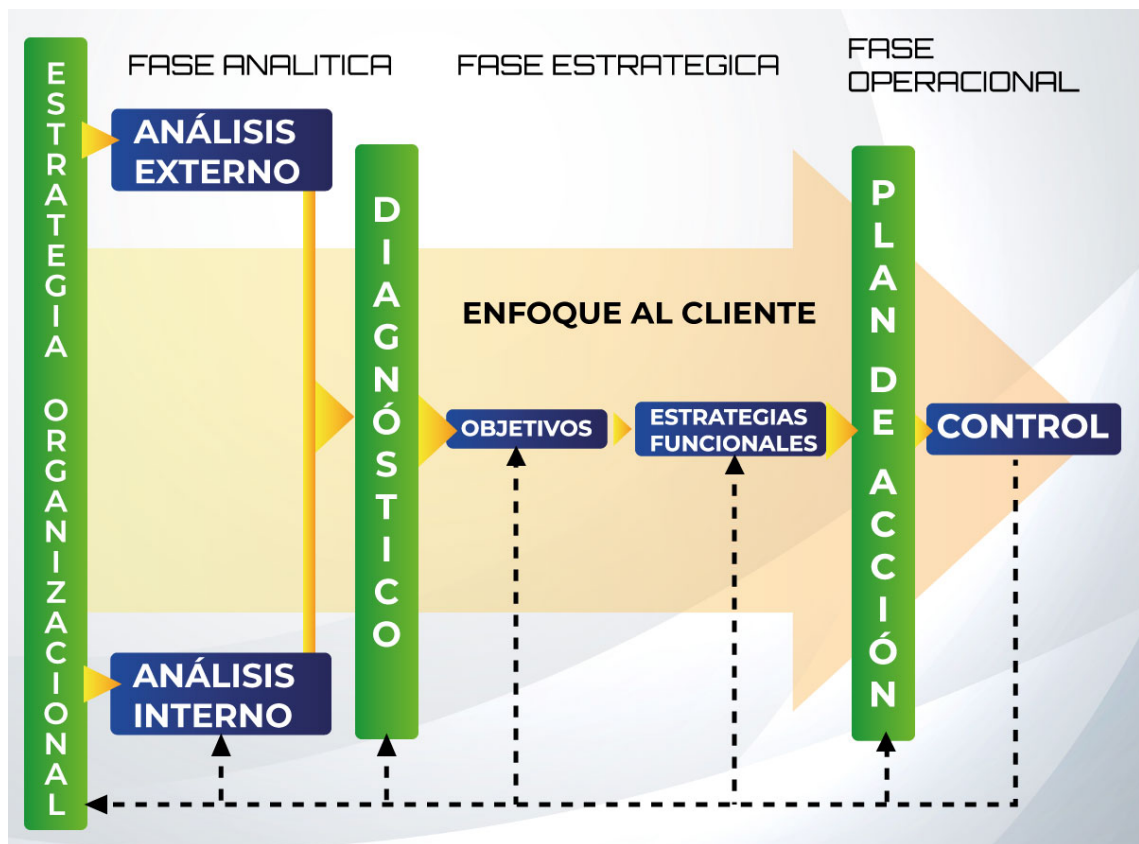 FASE ANALITICA
FASE ESTRATEGICA
FASE
OPERACIONAL
ESTRATEGIA ORGANIZACIONAL
ANÁLISIS
EXTERNO
DIAGNÓSTICO
ENFOQUE AL CLIENTE
OBJETIVOS
ESTRATEGIAS
FUNCIONALES
PLAN DE ACCIÓN
CONTROL
ANÁLISIS
INTERNO